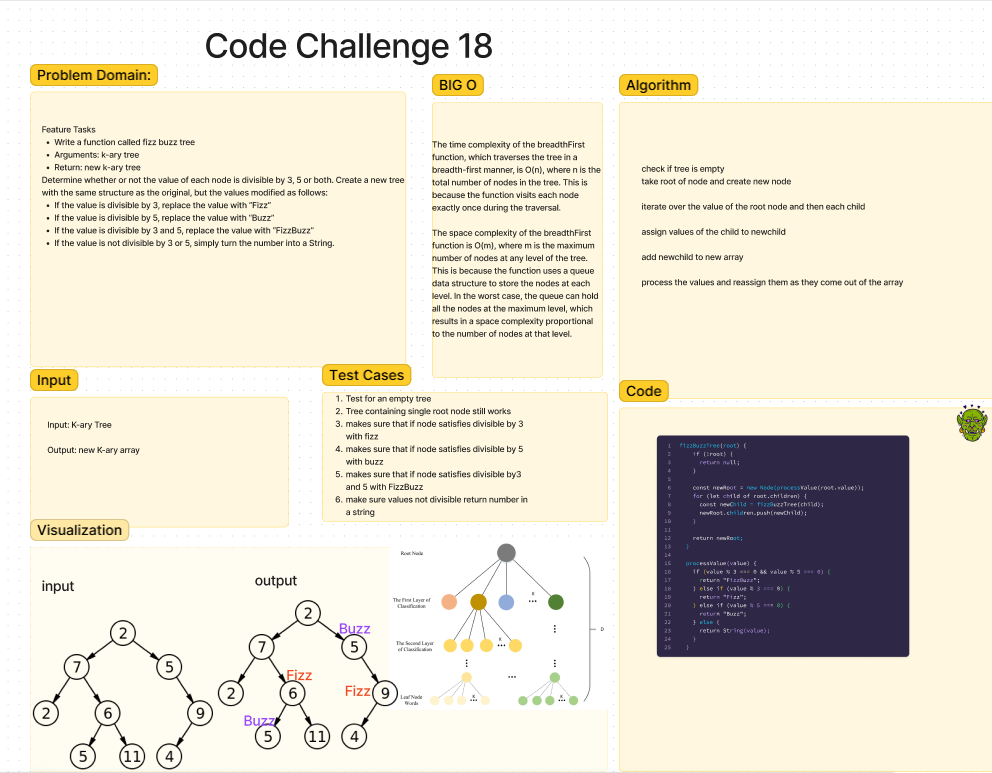 Code Challenge 18
Problem Domain:
Feature Tasks
• Write a function called fizz buzz tree
• Arguments: k-ary tree
• Return: new k-ary tree
Determine whether or not the value of each node is divisible by 3, 5 or both. Create a new tree
with the same structure as the original, but the values modified as follows:
• If the value is divisible by 3, replace the value with “Fizz”
• If the value is divisible by 5, replace the value with “Buzz”
• If the value is divisible by 3 and 5, replace the value with “FizzBuzz”
• If the value is not divisible by 3 or 5, simply turn the number into a String.
BIG O
The time complexity of the breadthFirst
function, which traverses the tree in a
breadth-first manner, is O(n), where n is the
total number of nodes in the tree. This is
because the function visits each node
exactly once during the traversal.
The space complexity of the breadthFirst
function is O(m), where m is the maximum
number of nodes at any level of the tree.
This is because the function uses a queue
data structure to store the nodes at each
level. In the worst case, the queue can hold
all the nodes at the maximum level, which
results in a space complexity proportional
to the number of nodes at that level.
Algorithm
check if tree is empty
take root of node and create new node
iterate over the value of the root node and then each child
assign values of the child to newchild
add newchild to new array
process the values and reassign them as they come out of the array
Input
Input: K-ary Tree
Output: new K-ary array
Test Cases
1. Test for an empty tree
2. Tree containing single root node still works
3. makes sure that if node satisfies divisible by 3
with fizz
4. makes sure that if node satisfies divisible by 5
with buzz
5. makes sure that if node satisfies divisible by3
and 5 with FizzBuzz
6. make sure values not divisible return number in
a string
Code
1 fizzBuzzTree(root) {
2 if (!root) {
3 return null;
4 }
5
6 const newRoot = new Node(processValue(root.value));
7 for (let child of root.children) {
8 const newChild = fizzBuzzTree(child);
9 newRoot.children.push(newChild);
10 }
11
12 return newRoot;
13 }
14
15 processValue(value) {
16 if (value % 3 === 0 && value % 5 === 0) {
17 return "FizzBuzz";
18 } else if (value % 3 === 0) {
19 return "Fizz";
20 } else if (value % 5 === 0) {
21 return "Buzz";
22 } else {
23 return String(value);
24 }
25 }
Visualization
input
2
7 5
2 6 9
5 11 4
output
2
Buzz
7 5
Fizz
2 6 Fizz 9
Buzz
5 11 4
Root Node
The First Layer of
Classification
K
...
The Second Layer
of Classification
K
...
D
Leaf Node
Words
K
...
K
...